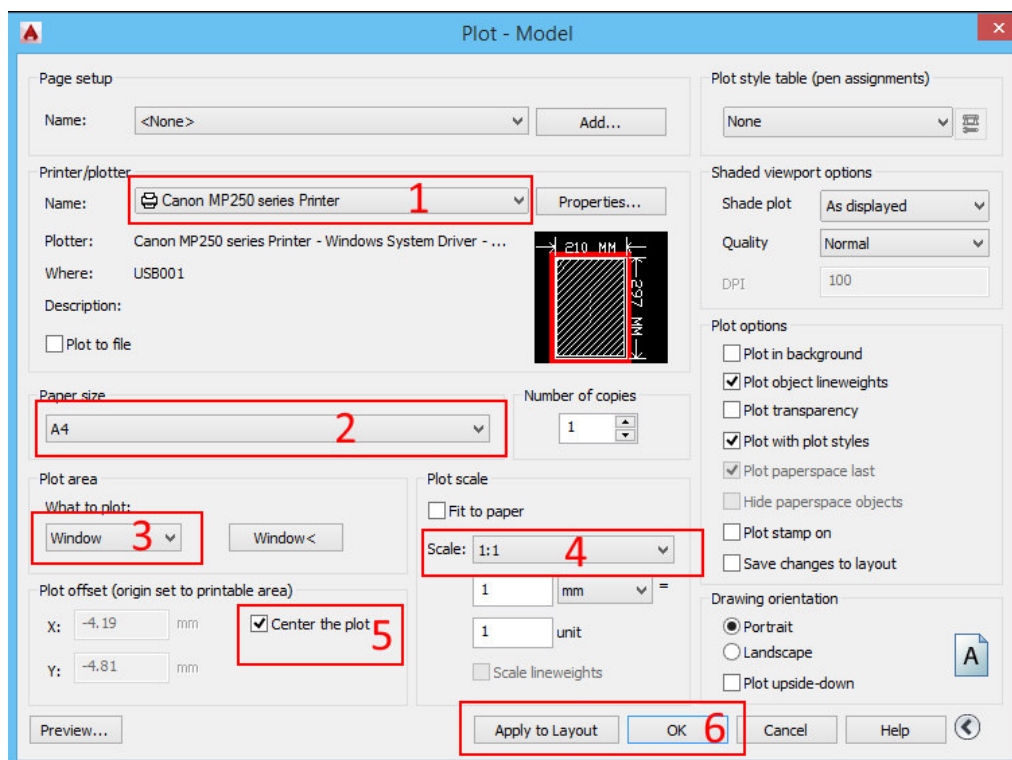 Plot - Model
Page setup
Name: <None> Add...
Printer/plotter
Name: Canon MP250 series Printer 1 Properties...
Plotter: Canon MP250 series Printer - Windows System Driver - ...
Where: USB001
Description:
Plot to file
210 MM
297 MM
Paper size
A4 2
Number of copies
1
Plot area
What to plot:
Window 3 Window<
Plot scale
Fit to paper
Scale: 1:1 4
1 mm =
1 unit
Scale lineweights
Plot offset (origin set to printable area)
X: -4.19 mm Center the plot 5
Y: -4.81 mm
Plot style table (pen assignments)
None
Shaded viewport options
Shade plot As displayed
Quality Normal
DPI 100
Plot options
Plot in background
Plot object lineweights
Plot transparency
Plot with plot styles
Plot paperspace last
Hide paperspace objects
Plot stamp on
Save changes to layout
Drawing orientation
Portrait
Landscape
Plot upside-down
A
Preview... Apply to Layout OK 6 Cancel Help